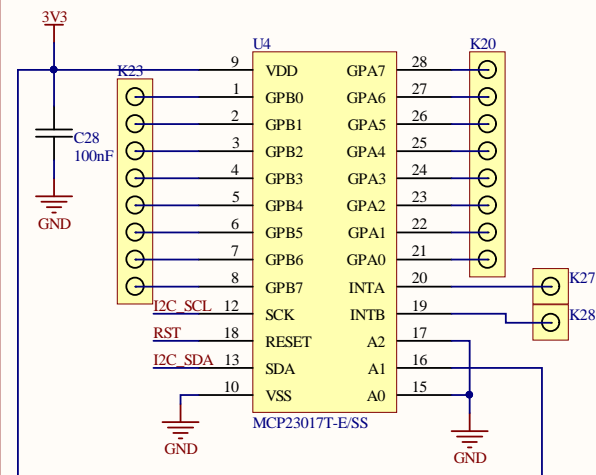 3V3
U4
K20
K23
9 VDD GPA7 28
1 GPB0 GPA6 27
2 GPB1 GPA5 26
3 GPB2 GPA4 25
4 GPB3 GPA3 24
5 GPB4 GPA2 23
6 GPB5 GPA1 22
7 GPB6 GPA0 21
8 GPB7 INTA 20
I2C_SCL 12 SCK INTB 19
RST 18 RESET A2 17
I2C_SDA 13 SDA A1 16
10 VSS A0 15
C28
100nF
GND
K27
K28
MCP23017T-E/SS
GND
GND